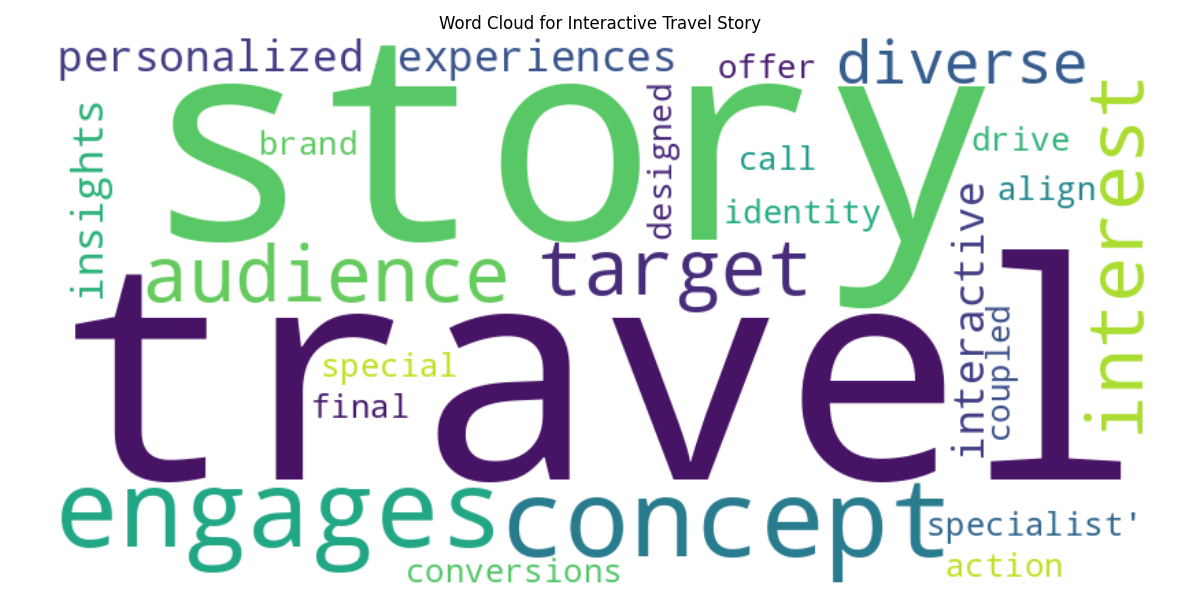 Word Cloud for Interactive Travel Story
personalized
experiences
offer
diverse
story
insights
brand
designed
call
drive
interest
align
identity
interactive
audience
target
travel
coupled
special
final
engages
concept
specialist'
conversions
action